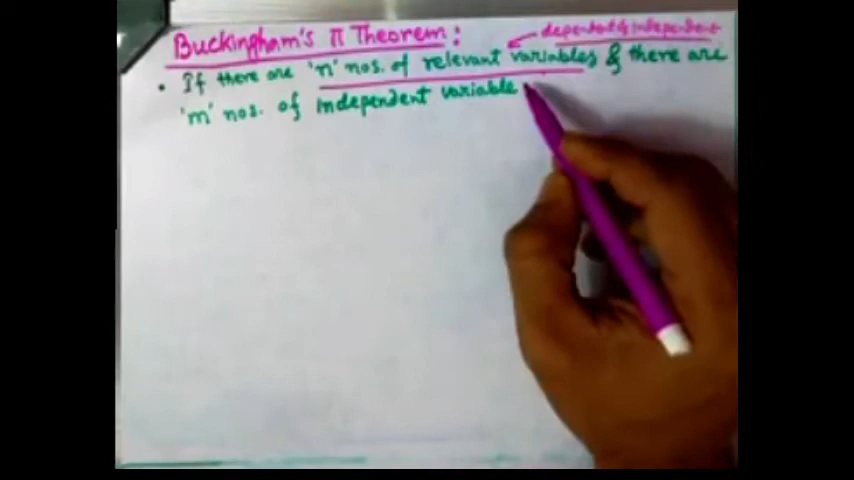 Buckingham's π Theorem :
dependent & independent
• If there are 'n' nos. of relevant variables & there are
'm' nos. of independent variable